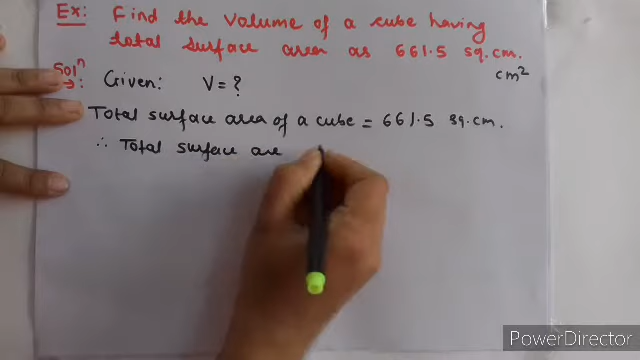 Ex: Find the volume of a cube having
total surface area as 661.5 sq.cm.
cm²
Solⁿ →: Given: V = ?
Total surface area of a cube = 661.5 sq.cm.
∴ Total surface are
PowerDirector